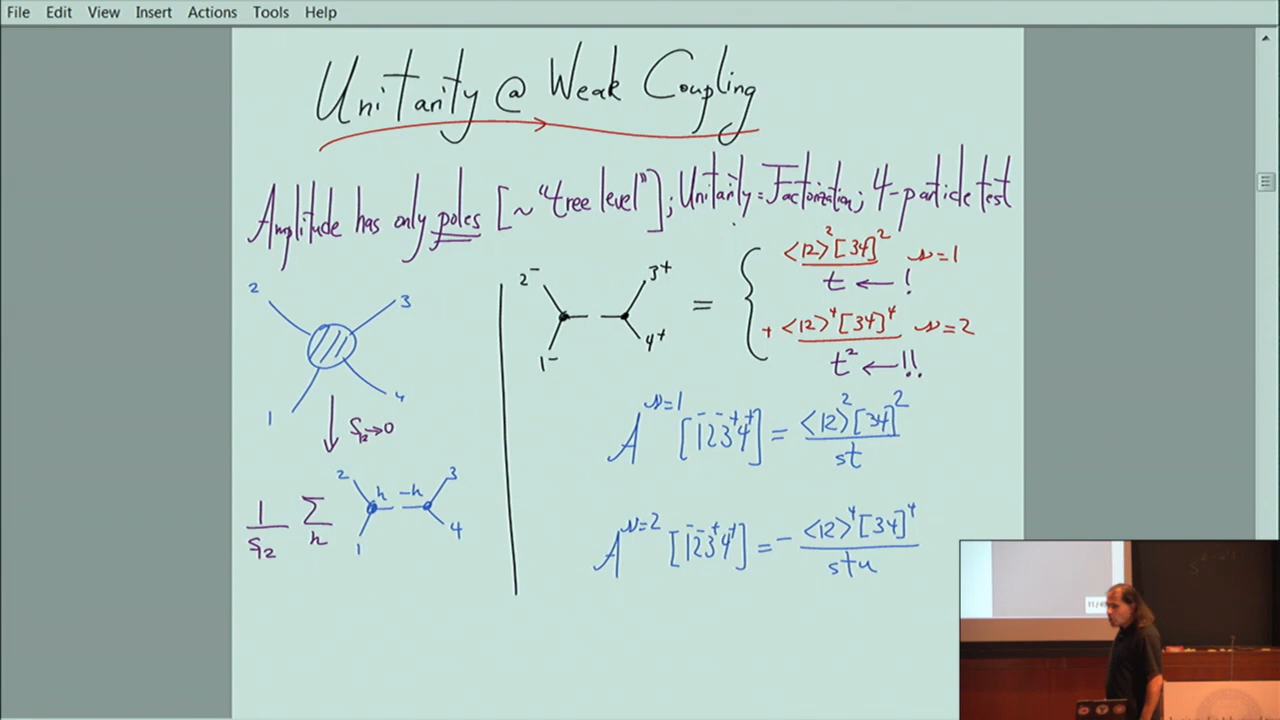 File Edit View Insert Actions Tools Help
Unitarity @ Weak Coupling
Amplitude has only poles [~ "tree level"]; Unitarity = Factorization; 4-particle test
2 3
1 4
S₁₂→0
1/S₁₂ Σ_h 2 h -h 3
1 4
2⁻ 3⁺
1⁻ 4⁺
= { <12>²[34]² / t ← ! s=1
+ <12>⁴[34]⁴ / t² ← !! s=2
A^{s=1} [1⁻2⁻3⁺4⁺] = <12>²[34]² / st
A^{s=2} [1⁻2⁻3⁺4⁺] = - <12>⁴[34]⁴ / stu